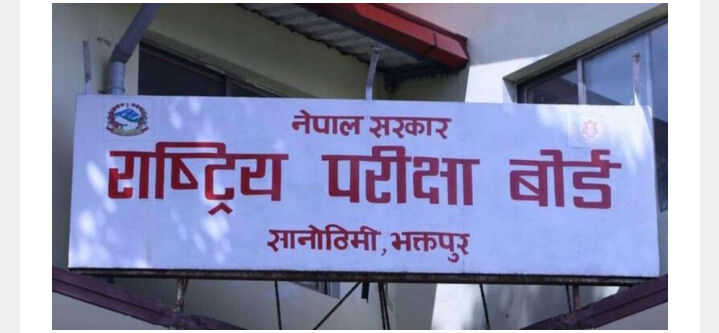 नेपाल सरकार
राष्ट्रिय परीक्षा बोर्ड
सानोठिमी, भक्तपुर